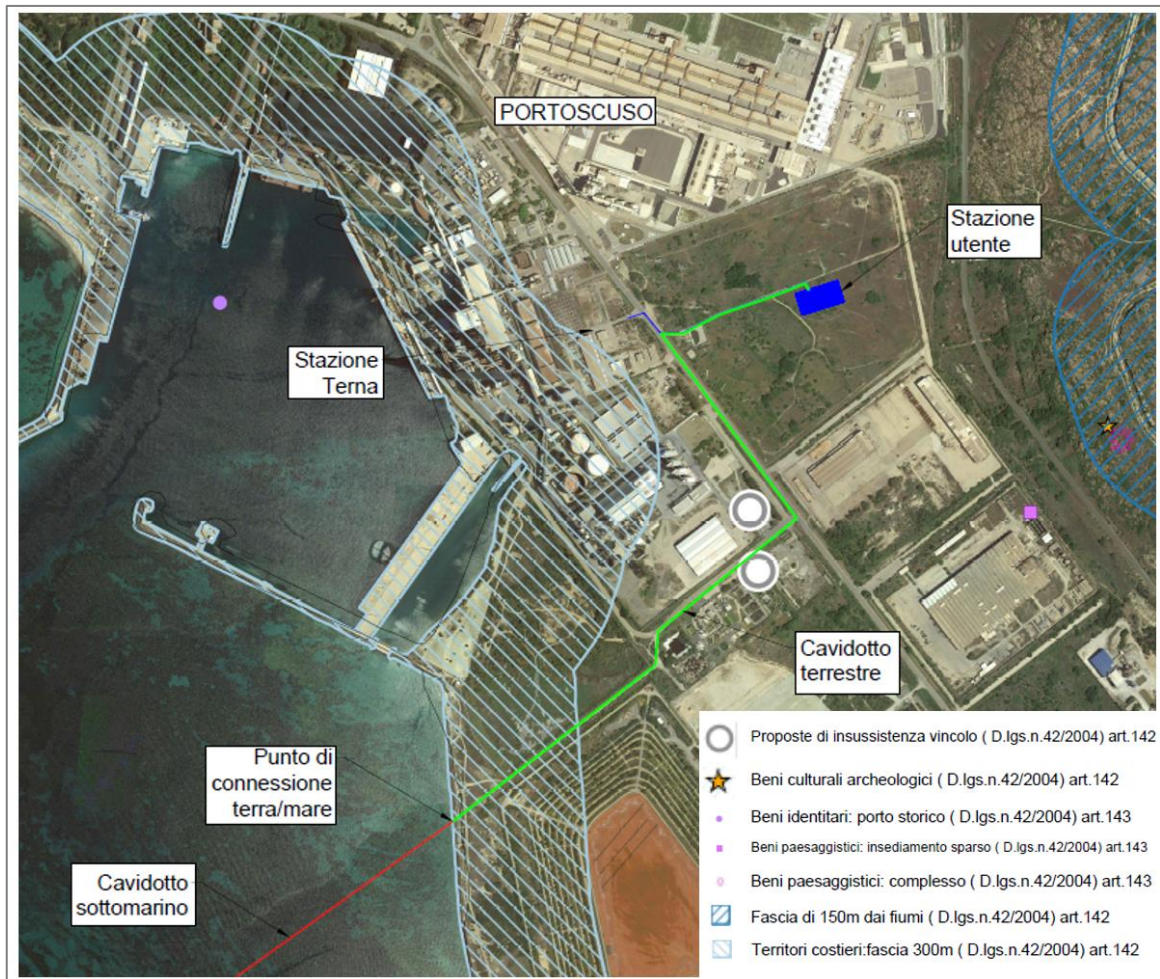 PORTOSCUSO
Stazione
utente
Stazione
Terna
Cavidotto
terrestre
Punto di
connessione
terra/mare
Cavidotto
sottomarino
Proposte di insussistenza vincolo ( D.lgs.n.42/2004) art.142
Beni culturali archeologici ( D.lgs.n.42/2004) art.142
Beni identitari: porto storico ( D.lgs.n.42/2004) art.143
Beni paesaggistici: insediamento sparso ( D.lgs.n.42/2004) art.143
Beni paesaggistici: complesso ( D.lgs.n.42/2004) art.143
Fascia di 150m dai fiumi ( D.lgs.n.42/2004) art.142
Territori costieri:fascia 300m ( D.lgs.n.42/2004) art.142